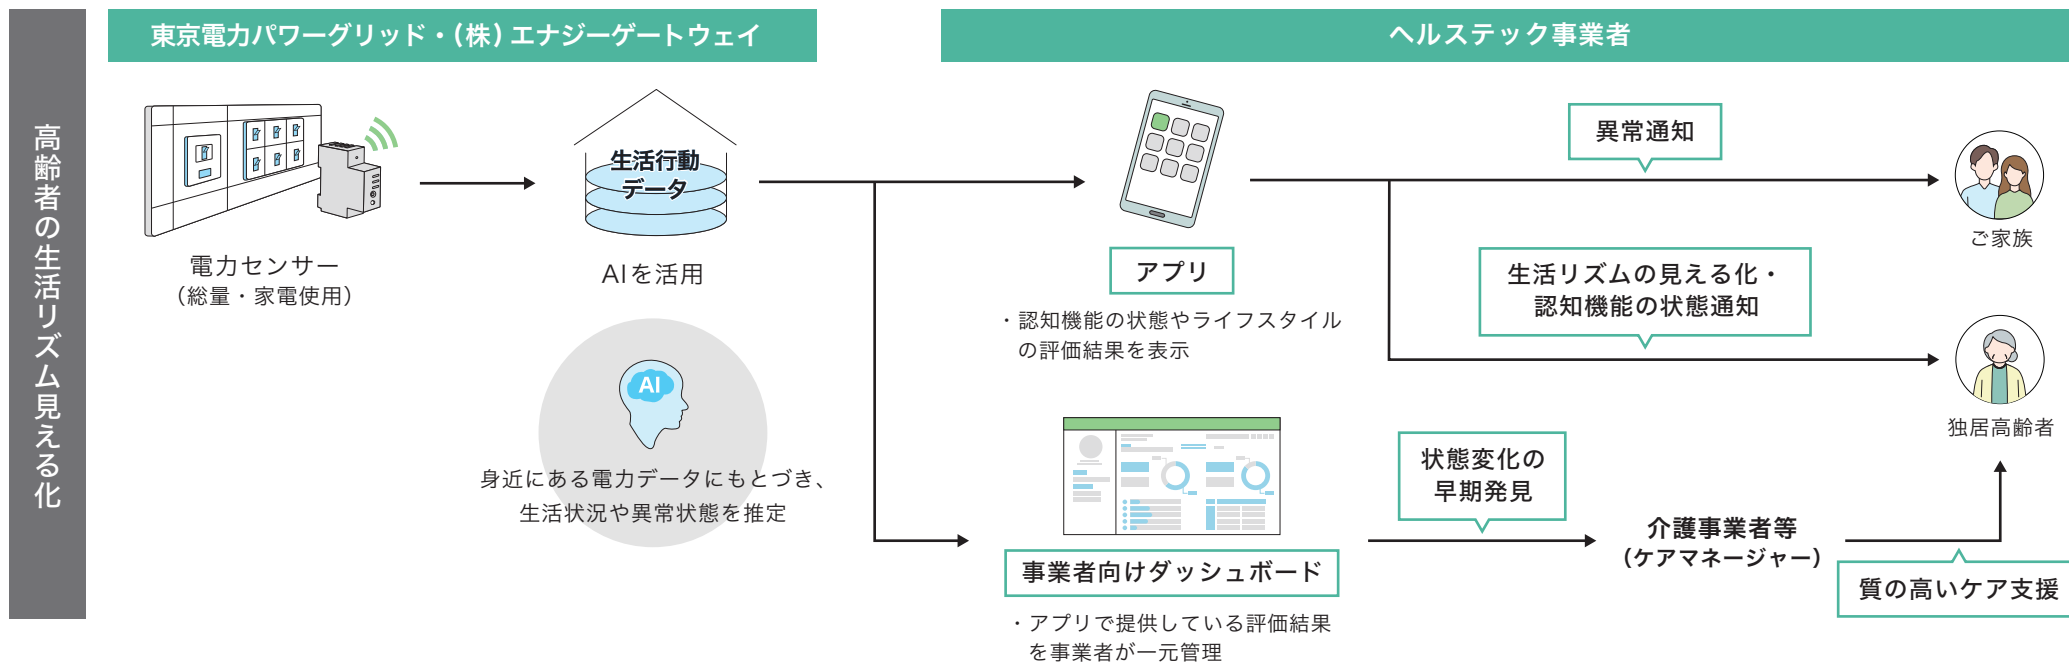 高齢者の生活リズム見える化
東京電力パワーグリッド・(株)エナジーゲートウェイ
ヘルステック事業者
電力センサー
(総量・家電使用)
生活行動
データ
AIを活用
AI
身近にある電力データにもとづき、
生活状況や異常状態を推定
アプリ
・認知機能の状態やライフスタイル
の評価結果を表示
異常通知
ご家族
生活リズムの見える化・
認知機能の状態通知
独居高齢者
事業者向けダッシュボード
・アプリで提供している評価結果
を事業者が一元管理
状態変化の
早期発見
介護事業者等
(ケアマネージャー)
質の高いケア支援